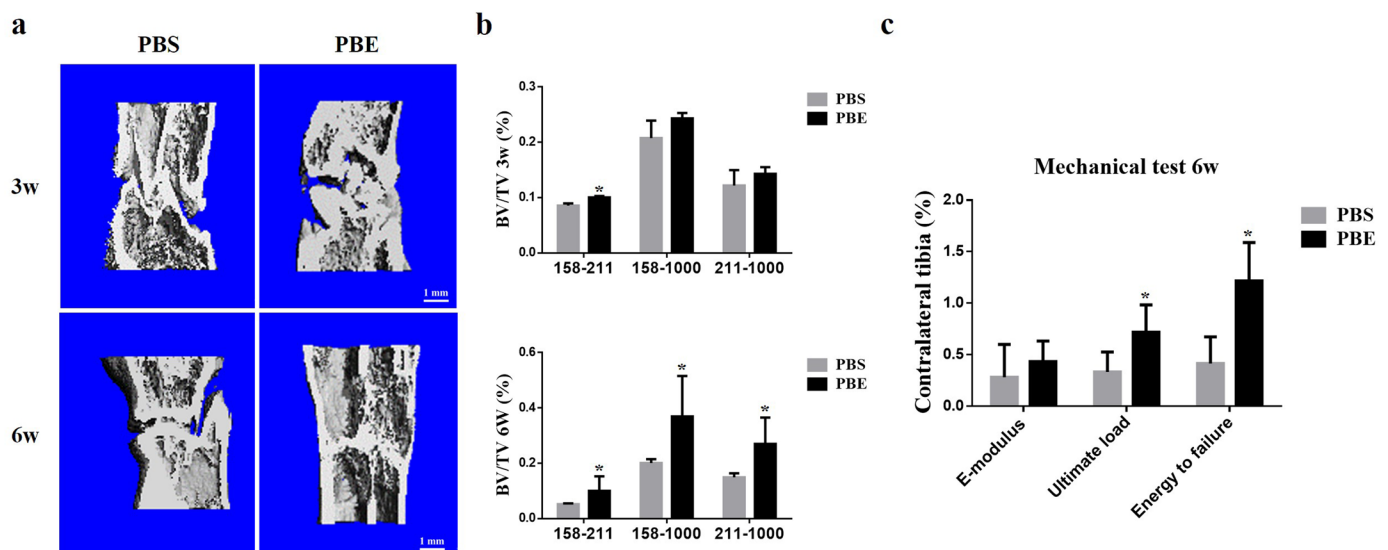 a
PBS
PBE
3w
1 mm
6w
1 mm
b
BV/TV 3w (%)
0.3
0.2
0.1
0.0
*
158-211
158-1000
211-1000
PBS
PBE
BV/TV 6W (%)
0.6
0.4
0.2
0.0
*
*
*
158-211
158-1000
211-1000
PBS
PBE
c
Mechanical test 6w
Contralateral tibia (%)
2.0
1.5
1.0
0.5
0.0
*
*
E-modulus
Ultimate load
Energy to failure
PBS
PBE